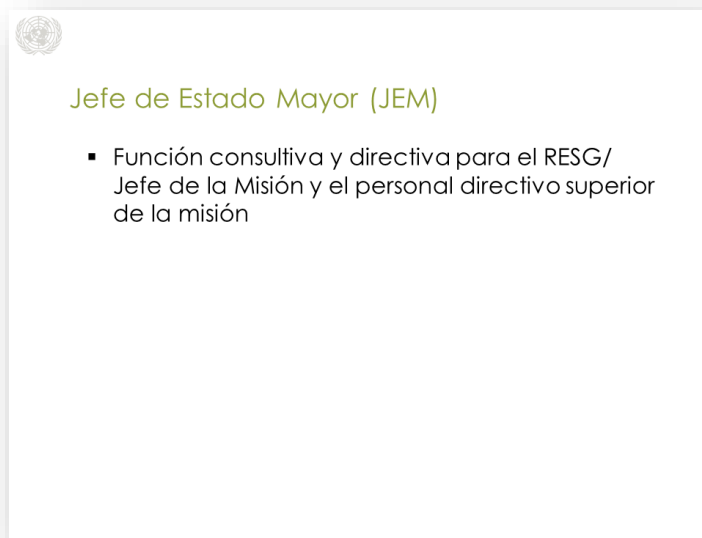 Jefe de Estado Mayor (JEM)
▪ Función consultiva y directiva para el RESG/
Jefe de la Misión y el personal directivo superior
de la misión